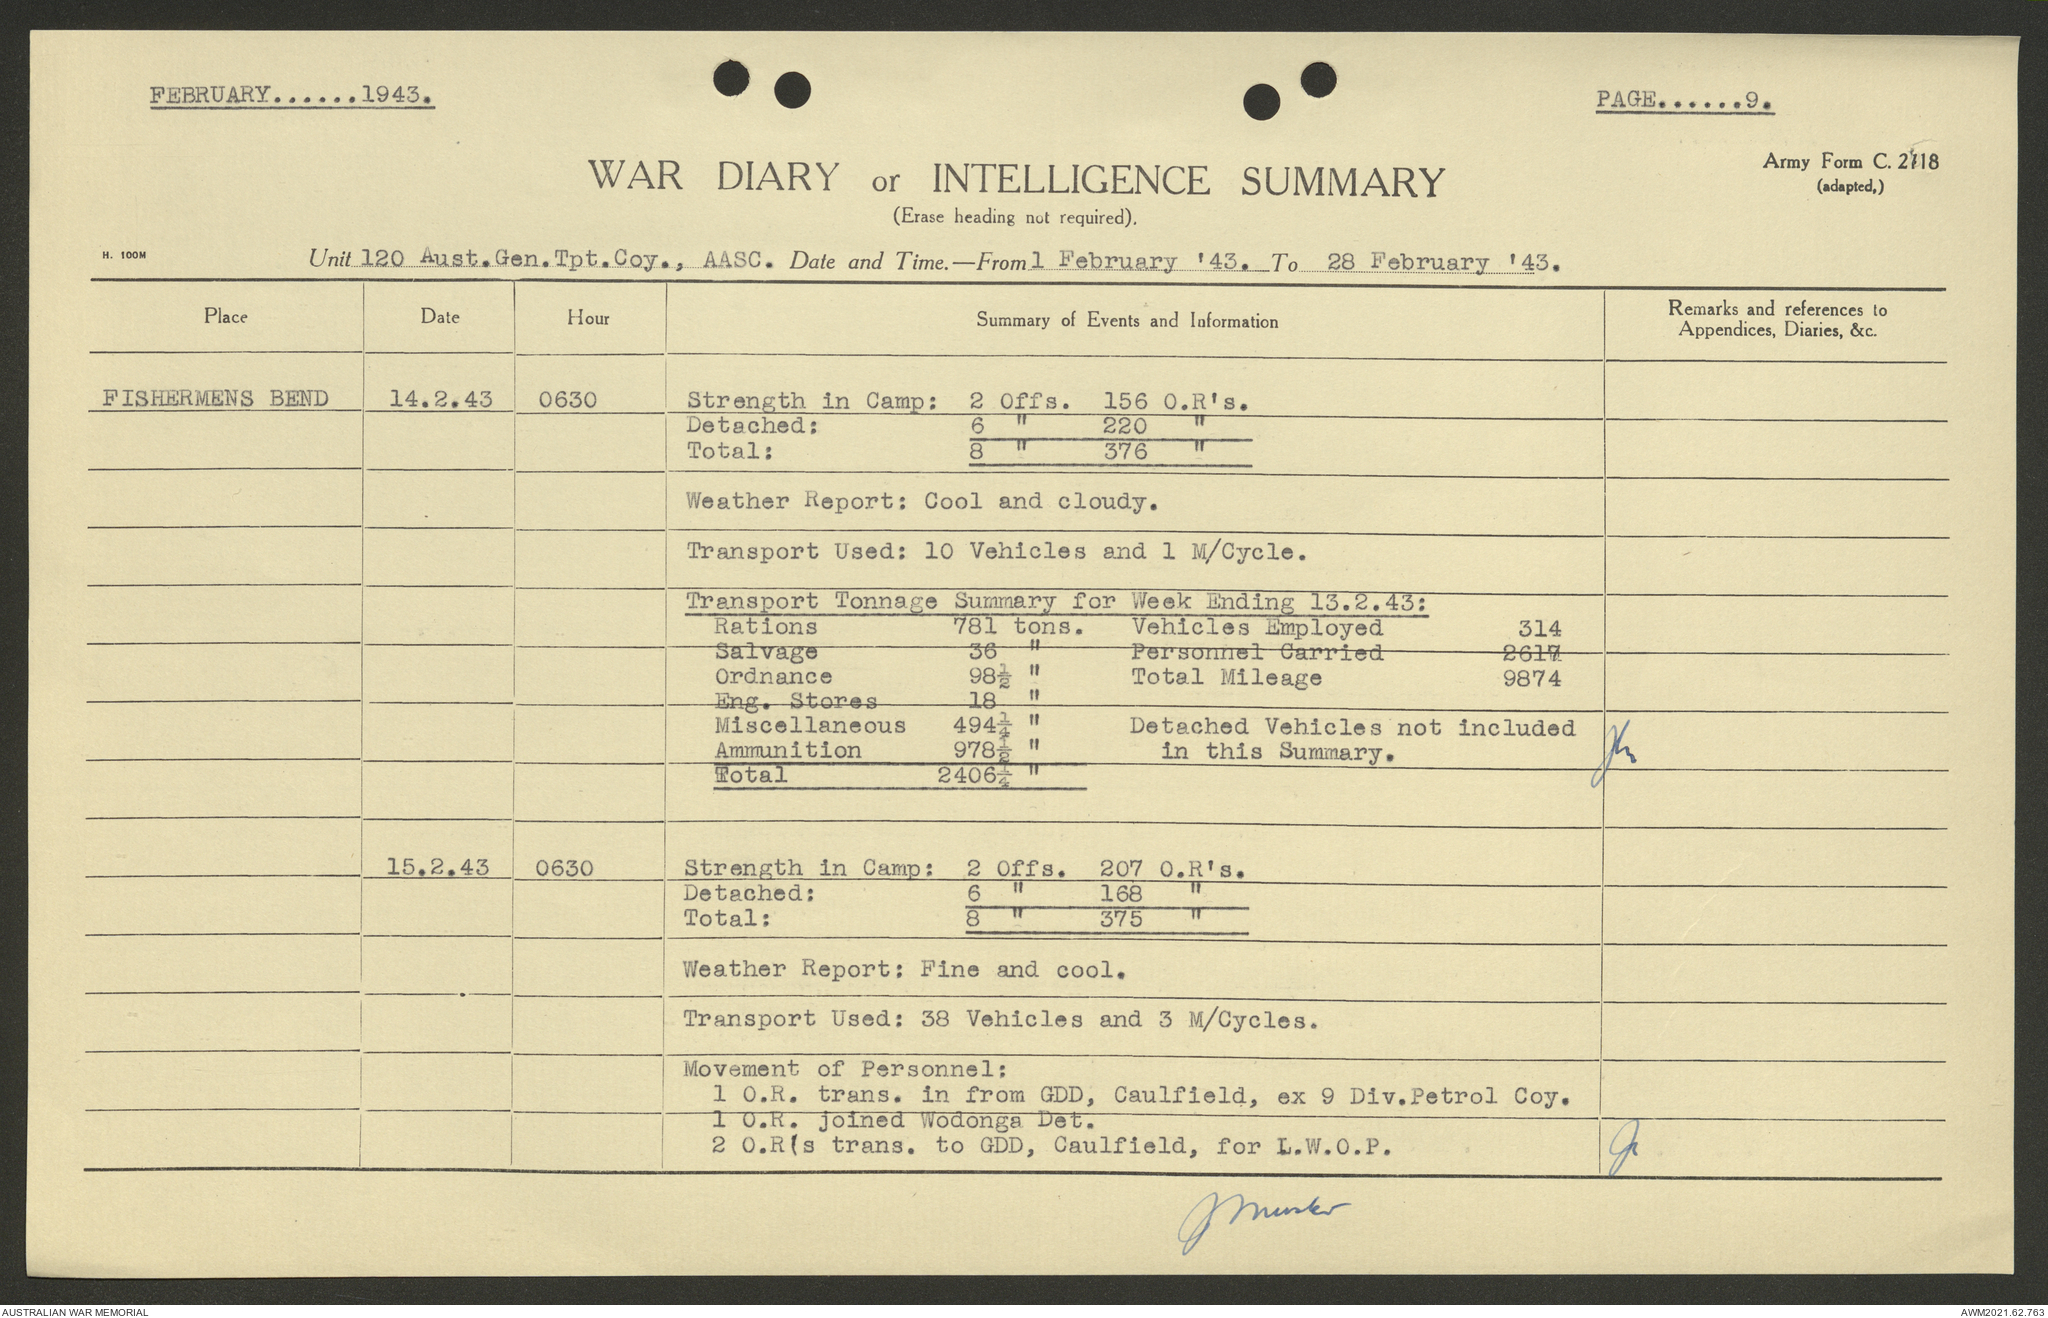 FEBRUARY......1943.
PAGE......9.
WAR DIARY or INTELLIGENCE SUMMARY
Army Form C. 2118
(adapted,)
(Erase heading not required).
H. 100M
Unit 120 Aust.Gen.Tpt.Coy., AASC. Date and Time.—From 1 February '43. To 28 February '43.
Place Date Hour Summary of Events and Information Remarks and references to
Appendices, Diaries, &c.
FISHERMENS BEND 14.2.43 0630 Strength in Camp: 2 Offs. 156 O.R's.
Detached: 6 " 220 "
Total: 8 " 376 "
Weather Report: Cool and cloudy.
Transport Used: 10 Vehicles and 1 M/Cycle.
Transport Tonnage Summary for Week Ending 13.2.43:
Rations 781 tons. Vehicles Employed 314
Salvage 36 " Personnel Carried 2617
Ordnance 98½ " Total Mileage 9874
Eng. Stores 18 "
Miscellaneous 494¼ " Detached Vehicles not included
Ammunition 978½ " in this Summary.
Total 2406¼ "
15.2.43 0630 Strength in Camp: 2 Offs. 207 O.R's.
Detached: 6 " 168 "
Total: 8 " 375 "
Weather Report: Fine and cool.
Transport Used: 38 Vehicles and 3 M/Cycles.
Movement of Personnel:
1 O.R. trans. in from GDD, Caulfield, ex 9 Div.Petrol Coy.
1 O.R. joined Wodonga Det.
2 O.R(s trans. to GDD, Caulfield, for L.W.O.P.
AUSTRALIAN WAR MEMORIAL
AWM2021.62.763